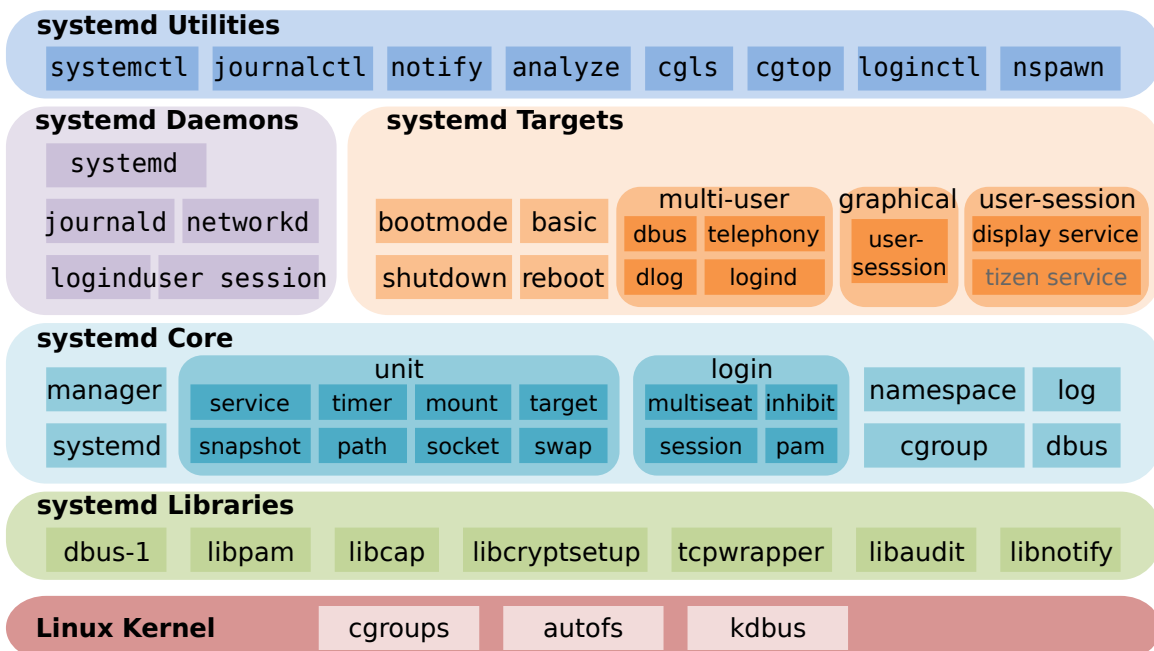 systemd Utilities
systemctl journalctl notify analyze cgls cgtop loginctl nspawn
systemd Daemons
systemd
journald networkd
logind user session
systemd Targets
bootmode basic
shutdown reboot
multi-user
dbus telephony
dlog logind
graphical
user-
sesssion
user-session
display service
tizen service
systemd Core
manager
systemd
unit
service timer mount target
snapshot path socket swap
login
multiseat inhibit
session pam
namespace log
cgroup dbus
systemd Libraries
dbus-1 libpam libcap libcryptsetup tcpwrapper libaudit libnotify
Linux Kernel cgroups autofs kdbus